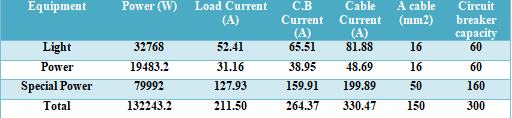 Equipment Power (W) Load Current C.B Cable A cable Circuit
(A) Current Current (mm2) breaker
(A) (A) capacity
Light 32768 52.41 65.51 81.88 16 60
Power 19483.2 31.16 38.95 48.69 16 60
Special Power 79992 127.93 159.91 199.89 50 160
Total 132243.2 211.50 264.37 330.47 150 300